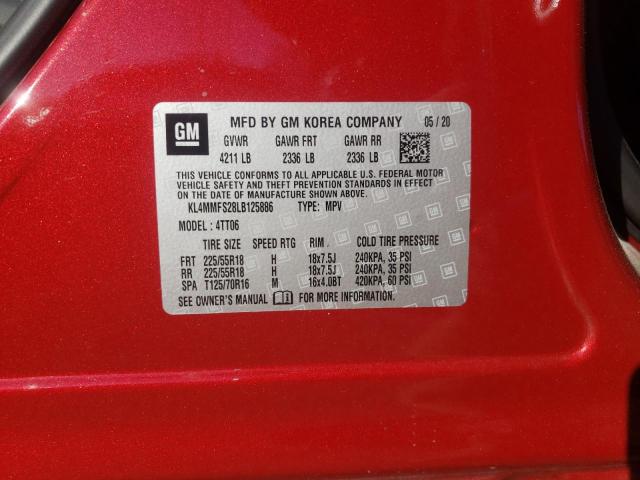 GM MFD BY GM KOREA COMPANY 05 / 20
GVWR GAWR FRT GAWR RR
4211 LB 2336 LB 2336 LB
THIS VEHICLE CONFORMS TO ALL APPLICABLE U.S. FEDERAL MOTOR
VEHICLE SAFETY AND THEFT PREVENTION STANDARDS IN EFFECT
ON THE DATE OF MANUFACTURE SHOWN ABOVE.
KL4MMFS28LB125886 TYPE: MPV
MODEL : 4TT06
TIRE SIZE SPEED RTG RIM . COLD TIRE PRESSURE
FRT 225/55R18 H 18x7.5J 240KPA, 35 PSI
RR 225/55R18 H 18x7.5J 240KPA, 35 PSI
SPA T125/70R16 M 16x4.0BT 420KPA, 60 PSI
SEE OWNER'S MANUAL FOR MORE INFORMATION.